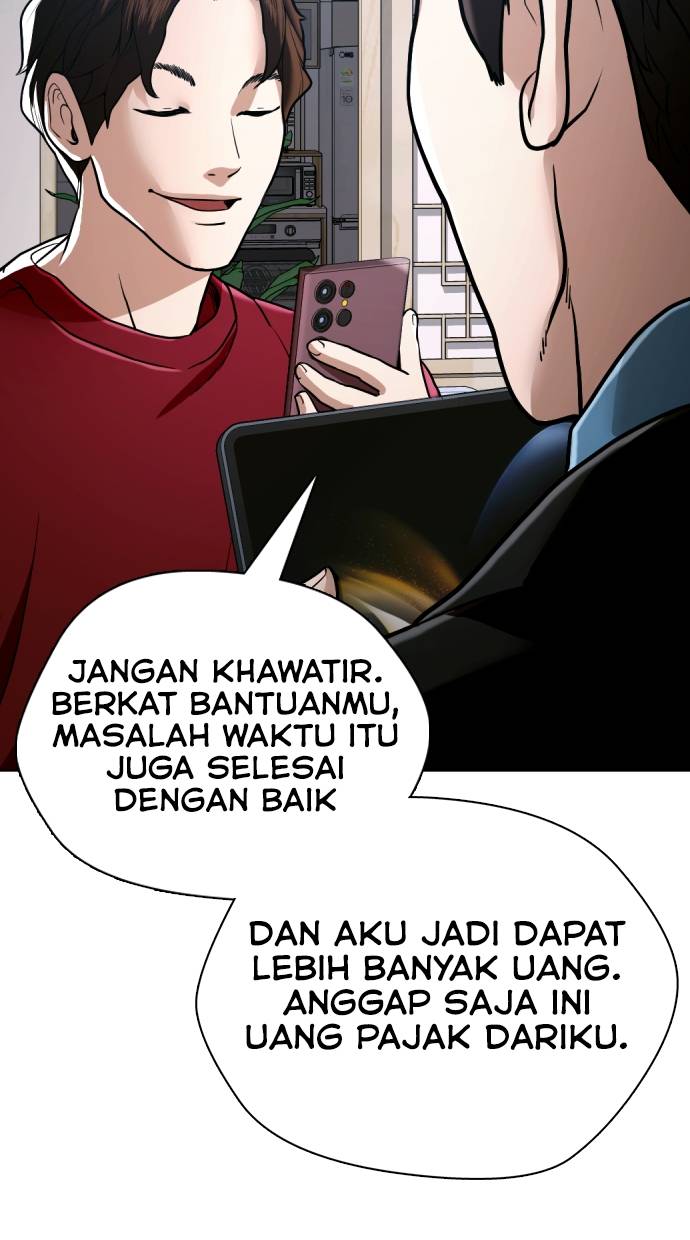 JANGAN KHAWATIR.
BERKAT BANTUANMU,
MASALAH WAKTU ITU
JUGA SELESAI
DENGAN BAIK
DAN AKU JADI DAPAT
LEBIH BANYAK UANG.
ANGGAP SAJA INI
UANG PAJAK DARIKU.